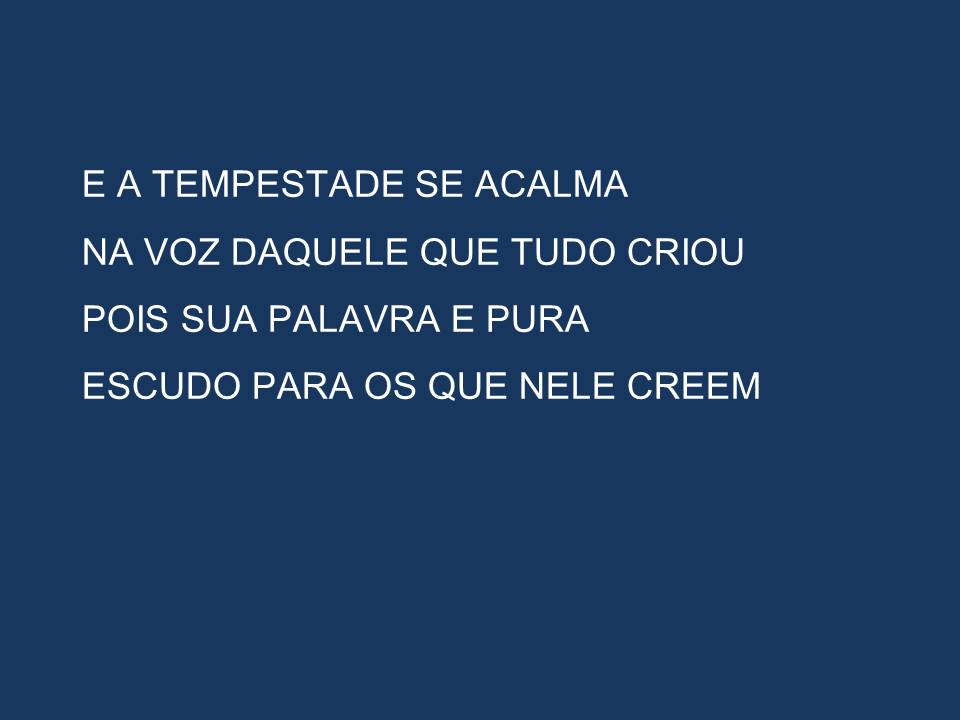 E A TEMPESTADE SE ACALMA
NA VOZ DAQUELE QUE TUDO CRIOU
POIS SUA PALAVRA E PURA
ESCUDO PARA OS QUE NELE CREEM